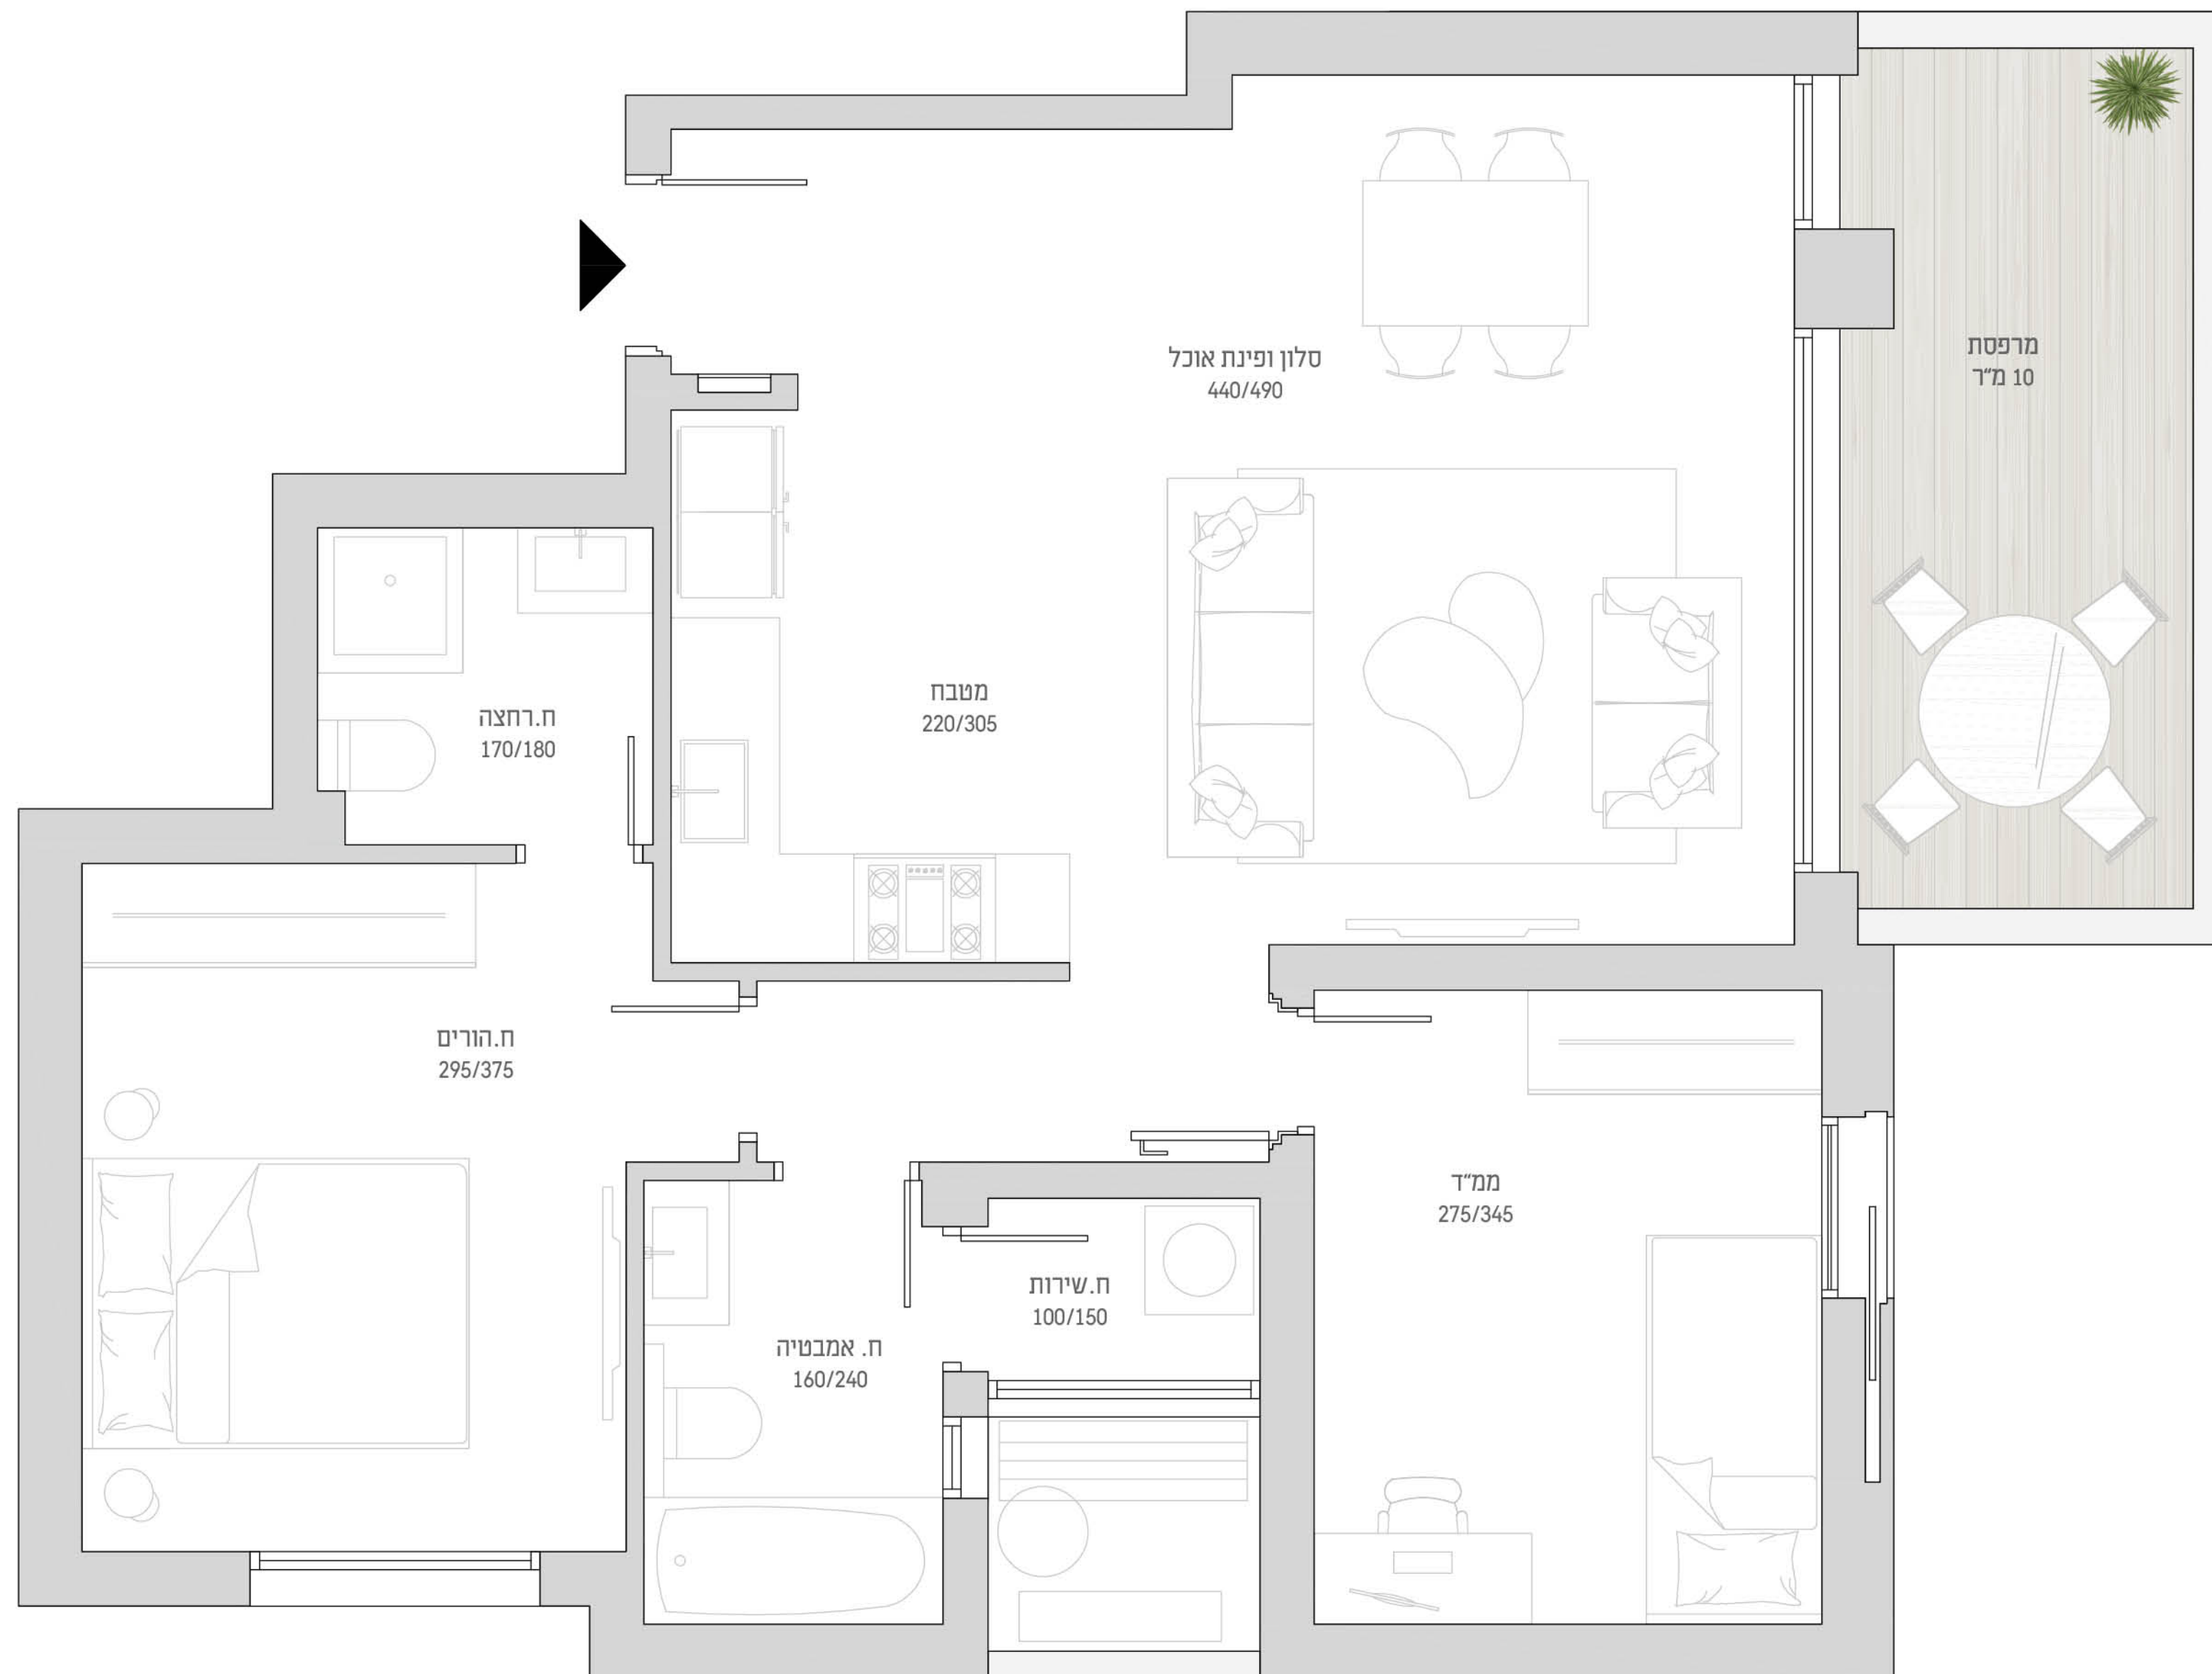 סלון ופינת אוכל
440/490
מרפסת
10 מ״ר
מטבח
220/305
ח.רחצה
170/180
ח.הורים
295/375
ממ״ד
275/345
ח.שירות
100/150
ח. אמבטיה
160/240